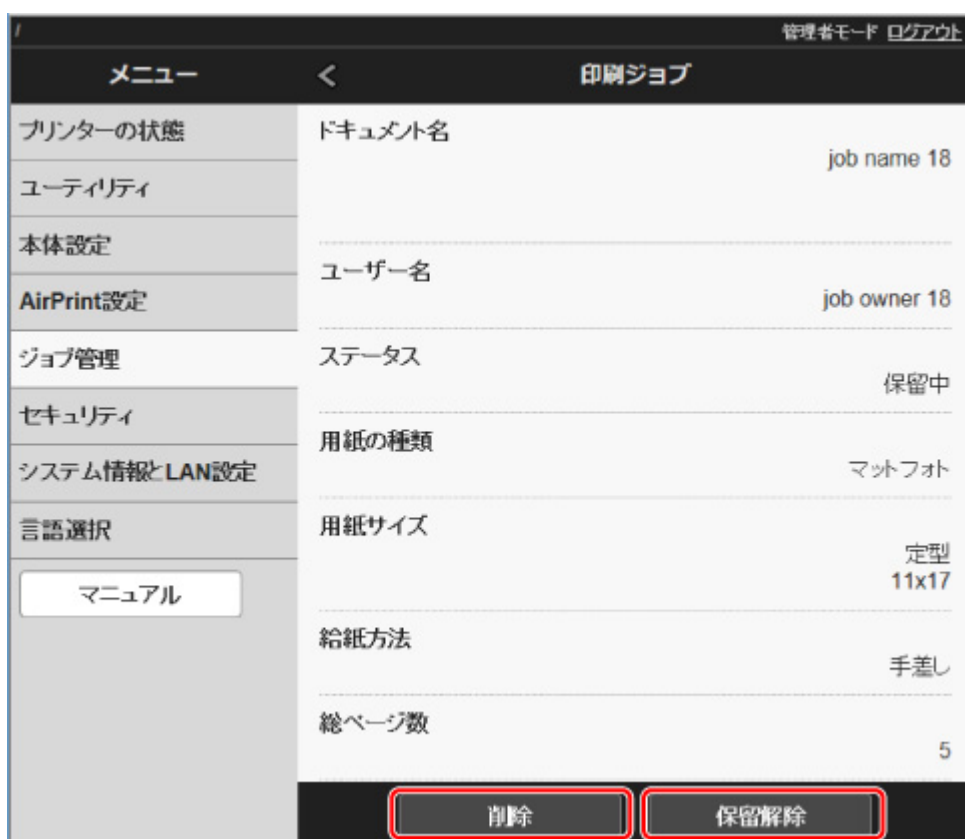 /
管理者モード ログアウト
メニュー
<
印刷ジョブ
プリンターの状態
ユーティリティ
本体設定
AirPrint設定
ジョブ管理
セキュリティ
システム情報とLAN設定
言語選択
マニュアル
ドキュメント名
job name 18
ユーザー名
job owner 18
ステータス
保留中
用紙の種類
マットフォト
用紙サイズ
定型
11x17
給紙方法
手差し
総ページ数
5
削除
保留解除